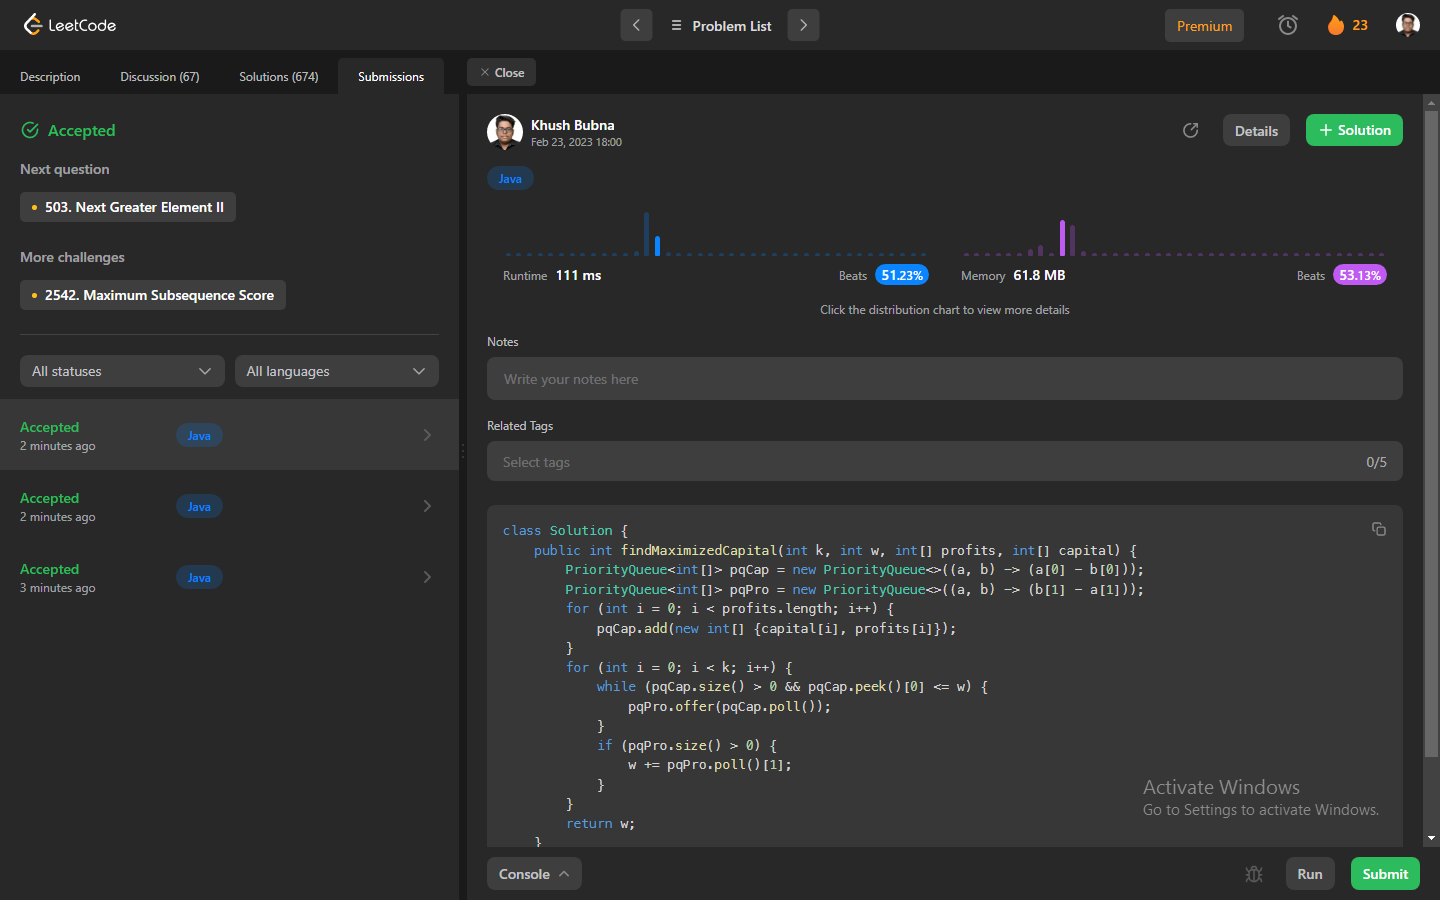 LeetCode
Problem List
Premium
23
Description
Discussion (67)
Solutions (674)
Submissions
Close
Accepted
Next question
503. Next Greater Element II
More challenges
2542. Maximum Subsequence Score
All statuses
All languages
Accepted
2 minutes ago
Java
Accepted
2 minutes ago
Java
Accepted
3 minutes ago
Java
Khush Bubna
Feb 23, 2023 18:00
Details
+ Solution
Java
Runtime 111 ms
Beats 51.23%
Memory 61.8 MB
Beats 53.13%
Click the distribution chart to view more details
Notes
Write your notes here
Related Tags
Select tags
0/5
class Solution {
    public int findMaximizedCapital(int k, int w, int[] profits, int[] capital) {
        PriorityQueue<int[]> pqCap = new PriorityQueue<>((a, b) -> (a[0] - b[0]));
        PriorityQueue<int[]> pqPro = new PriorityQueue<>((a, b) -> (b[1] - a[1]));
        for (int i = 0; i < profits.length; i++) {
            pqCap.add(new int[] {capital[i], profits[i]});
        }
        for (int i = 0; i < k; i++) {
            while (pqCap.size() > 0 && pqCap.peek()[0] <= w) {
                pqPro.offer(pqCap.poll());
            }
            if (pqPro.size() > 0) {
                w += pqPro.poll()[1];
            }
        }
        return w;
    }
Activate Windows
Go to Settings to activate Windows.
Console
Run
Submit